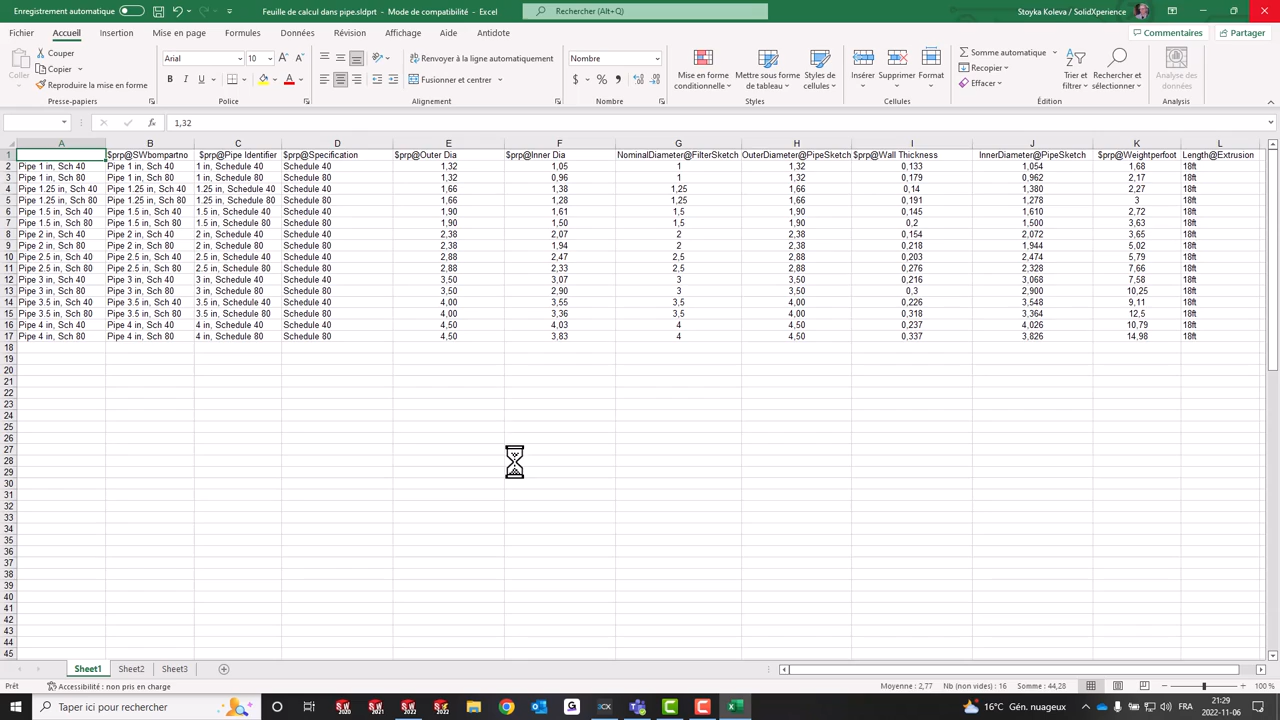 Enregistrement automatique
Feuille de calcul dans pipe.sldprt - Mode de compatibilité - Excel
Rechercher (Alt+Q)
Stoyka Koleva / SolidXperience
Fichier Accueil Insertion Mise en page Formules Données Révision Affichage Aide Antidote Commentaires Partager
Coller
Couper
Copier
Reproduire la mise en forme
Presse-papiers
Arial 10
Police
Renvoyer à la ligne automatiquement
Fusionner et centrer
Alignement
Nombre
Nombre
Mise en forme conditionnelle
Mettre sous forme de tableau
Styles de cellules
Styles
Insérer Supprimer Format
Cellules
Somme automatique
Recopier
Effacer
Trier et filtrer
Rechercher et sélectionner
Édition
Analyse des données
Analysis
1,32
A B C D E F G H I J K L
1 $prp@SWbompartno $prp@Pipe Identifier $prp@Specification $prp@Outer Dia $prp@Inner Dia NominalDiameter@FilterSketch OuterDiameter@PipeSketch $prp@Wall Thickness InnerDiameter@PipeSketch $prp@Weightperfoot Length@Extrusion
2 Pipe 1 in, Sch 40 Pipe 1 in, Sch 40 1 in, Schedule 40 Schedule 40 1,32 1,05 1 1,32 0,133 1,054 1,68 18ft
3 Pipe 1 in, Sch 80 Pipe 1 in, Sch 80 1 in, Schedule 80 Schedule 80 1,32 0,96 1 1,32 0,179 0,962 2,17 18ft
4 Pipe 1.25 in, Sch 40 Pipe 1.25 in, Sch 40 1.25 in, Schedule 40 Schedule 40 1,66 1,38 1,25 1,66 0,14 1,380 2,27 18ft
5 Pipe 1.25 in, Sch 80 Pipe 1.25 in, Sch 80 1.25 in, Schedule 80 Schedule 80 1,66 1,28 1,25 1,66 0,191 1,278 3 18ft
6 Pipe 1.5 in, Sch 40 Pipe 1.5 in, Sch 40 1.5 in, Schedule 40 Schedule 40 1,90 1,61 1,5 1,90 0,145 1,610 2,72 18ft
7 Pipe 1.5 in, Sch 80 Pipe 1.5 in, Sch 80 1.5 in, Schedule 80 Schedule 80 1,90 1,50 1,5 1,90 0,2 1,500 3,63 18ft
8 Pipe 2 in, Sch 40 Pipe 2 in, Sch 40 2 in, Schedule 40 Schedule 40 2,38 2,07 2 2,38 0,154 2,072 3,65 18ft
9 Pipe 2 in, Sch 80 Pipe 2 in, Sch 80 2 in, Schedule 80 Schedule 80 2,38 1,94 2 2,38 0,218 1,944 5,02 18ft
10 Pipe 2.5 in, Sch 40 Pipe 2.5 in, Sch 40 2.5 in, Schedule 40 Schedule 40 2,88 2,47 2,5 2,88 0,203 2,474 5,79 18ft
11 Pipe 2.5 in, Sch 80 Pipe 2.5 in, Sch 80 2.5 in, Schedule 80 Schedule 80 2,88 2,33 2,5 2,88 0,276 2,328 7,66 18ft
12 Pipe 3 in, Sch 40 Pipe 3 in, Sch 40 3 in, Schedule 40 Schedule 40 3,50 3,07 3 3,50 0,216 3,068 7,58 18ft
13 Pipe 3 in, Sch 80 Pipe 3 in, Sch 80 3 in, Schedule 80 Schedule 80 3,50 2,90 3 3,50 0,3 2,900 10,25 18ft
14 Pipe 3.5 in, Sch 40 Pipe 3.5 in, Sch 40 3.5 in, Schedule 40 Schedule 40 4,00 3,55 3,5 4,00 0,226 3,548 9,11 18ft
15 Pipe 3.5 in, Sch 80 Pipe 3.5 in, Sch 80 3.5 in, Schedule 80 Schedule 80 4,00 3,36 3,5 4,00 0,318 3,364 12,5 18ft
16 Pipe 4 in, Sch 40 Pipe 4 in, Sch 40 4 in, Schedule 40 Schedule 40 4,50 4,03 4 4,50 0,237 4,026 10,79 18ft
17 Pipe 4 in, Sch 80 Pipe 4 in, Sch 80 4 in, Schedule 80 Schedule 80 4,50 3,83 4 4,50 0,337 3,826 14,98 18ft
18
19
20
21
22
23
24
25
26
27
28
29
30
31
32
33
34
35
36
37
38
39
40
41
42
43
44
45
Sheet1 Sheet2 Sheet3
Prêt Accessibilité : non pris en charge Moyenne : 2,77 Nb (non vides) : 16 Somme : 44,28 100 %
Taper ici pour rechercher
16°C Gén. nuageux FRA 21:29
2022-11-06